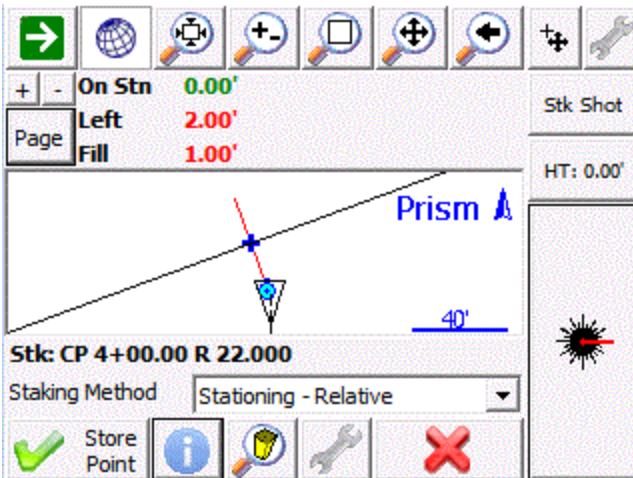 + - On Stn 0.00'
Stk Shot
Page Left 2.00'
Fill 1.00'
HT: 0.00'
Prism
40'
Stk: CP 4+00.00 R 22.000
Staking Method Stationing - Relative
Store
Point